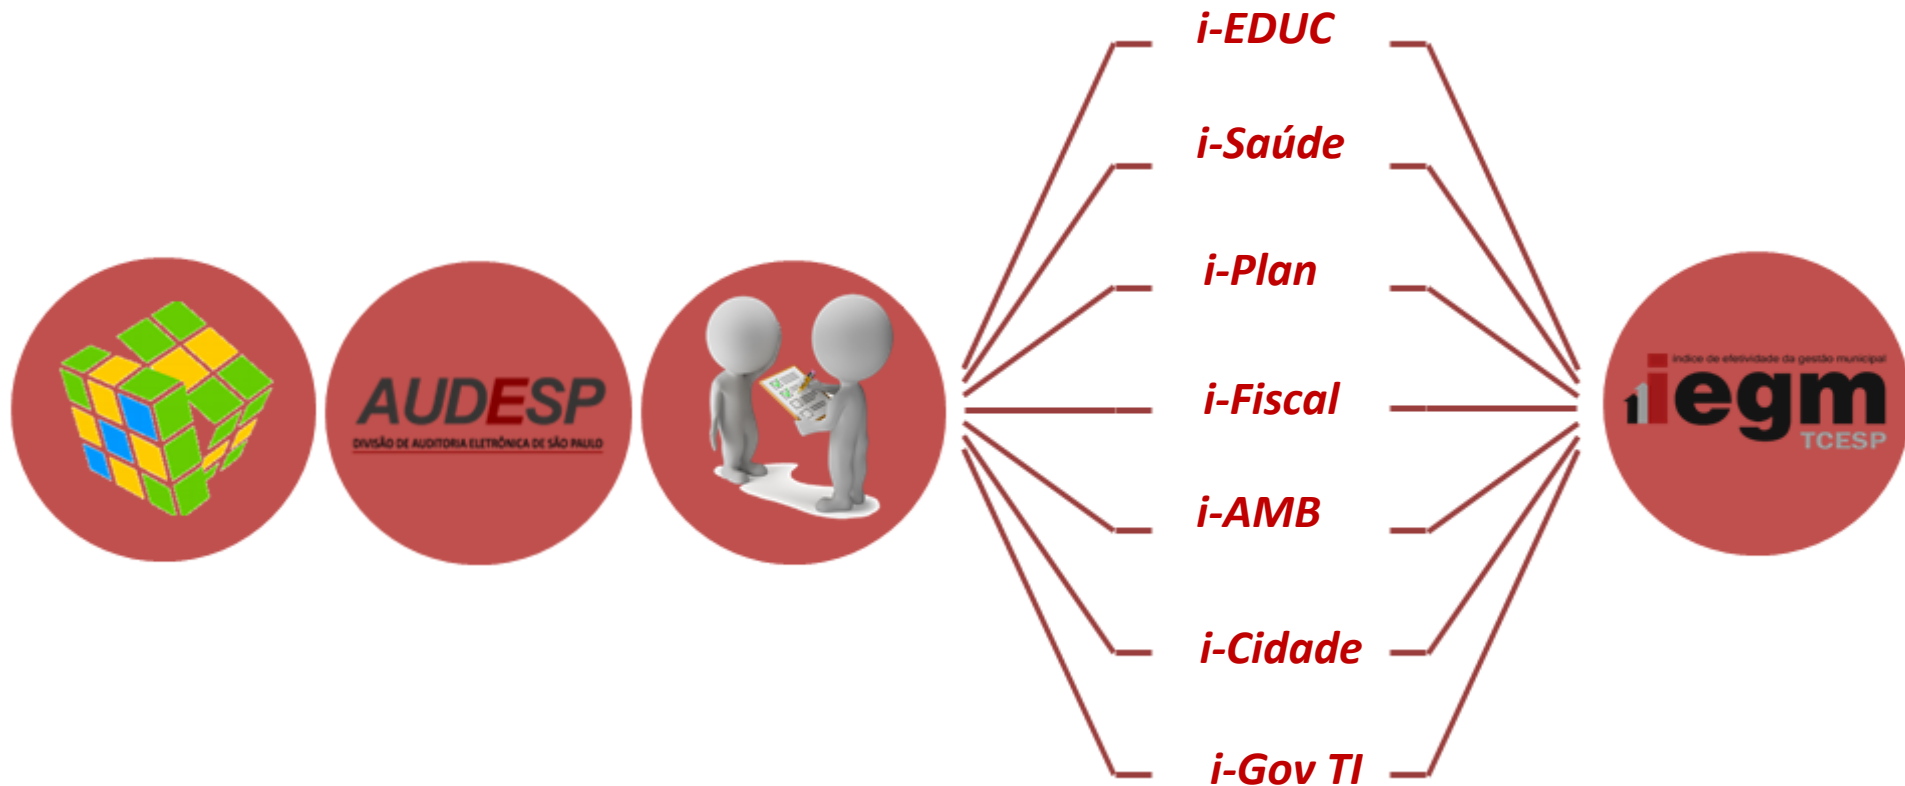 i-EDUC
i-Saúde
i-Plan
i-Fiscal
i-AMB
i-Cidade
i-Gov TI
AUDESP
DIVISÃO DE AUDITORIA ELETRÔNICA DE SÃO PAULO
índice de efetividade da gestão municipal
iegm
TCESP